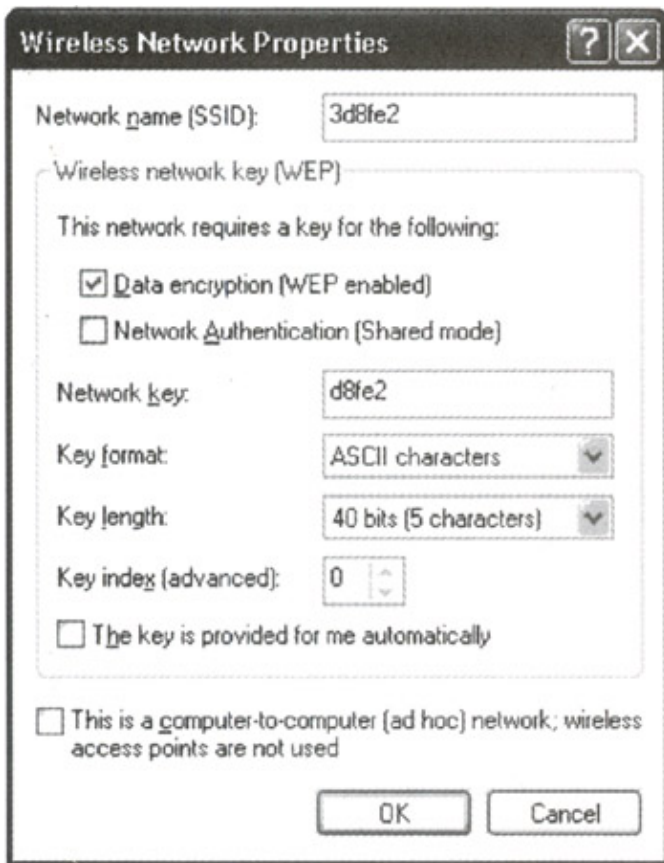 Wireless Network Properties
Network name (SSID): 3d8fe2
Wireless network key (WEP)
This network requires a key for the following:
Data encryption (WEP enabled)
Network Authentication (Shared mode)
Network key: d8fe2
Key format: ASCII characters
Key length: 40 bits (5 characters)
Key index (advanced): 0
The key is provided for me automatically
This is a computer-to-computer (ad hoc) network; wireless
access points are not used
OK Cancel